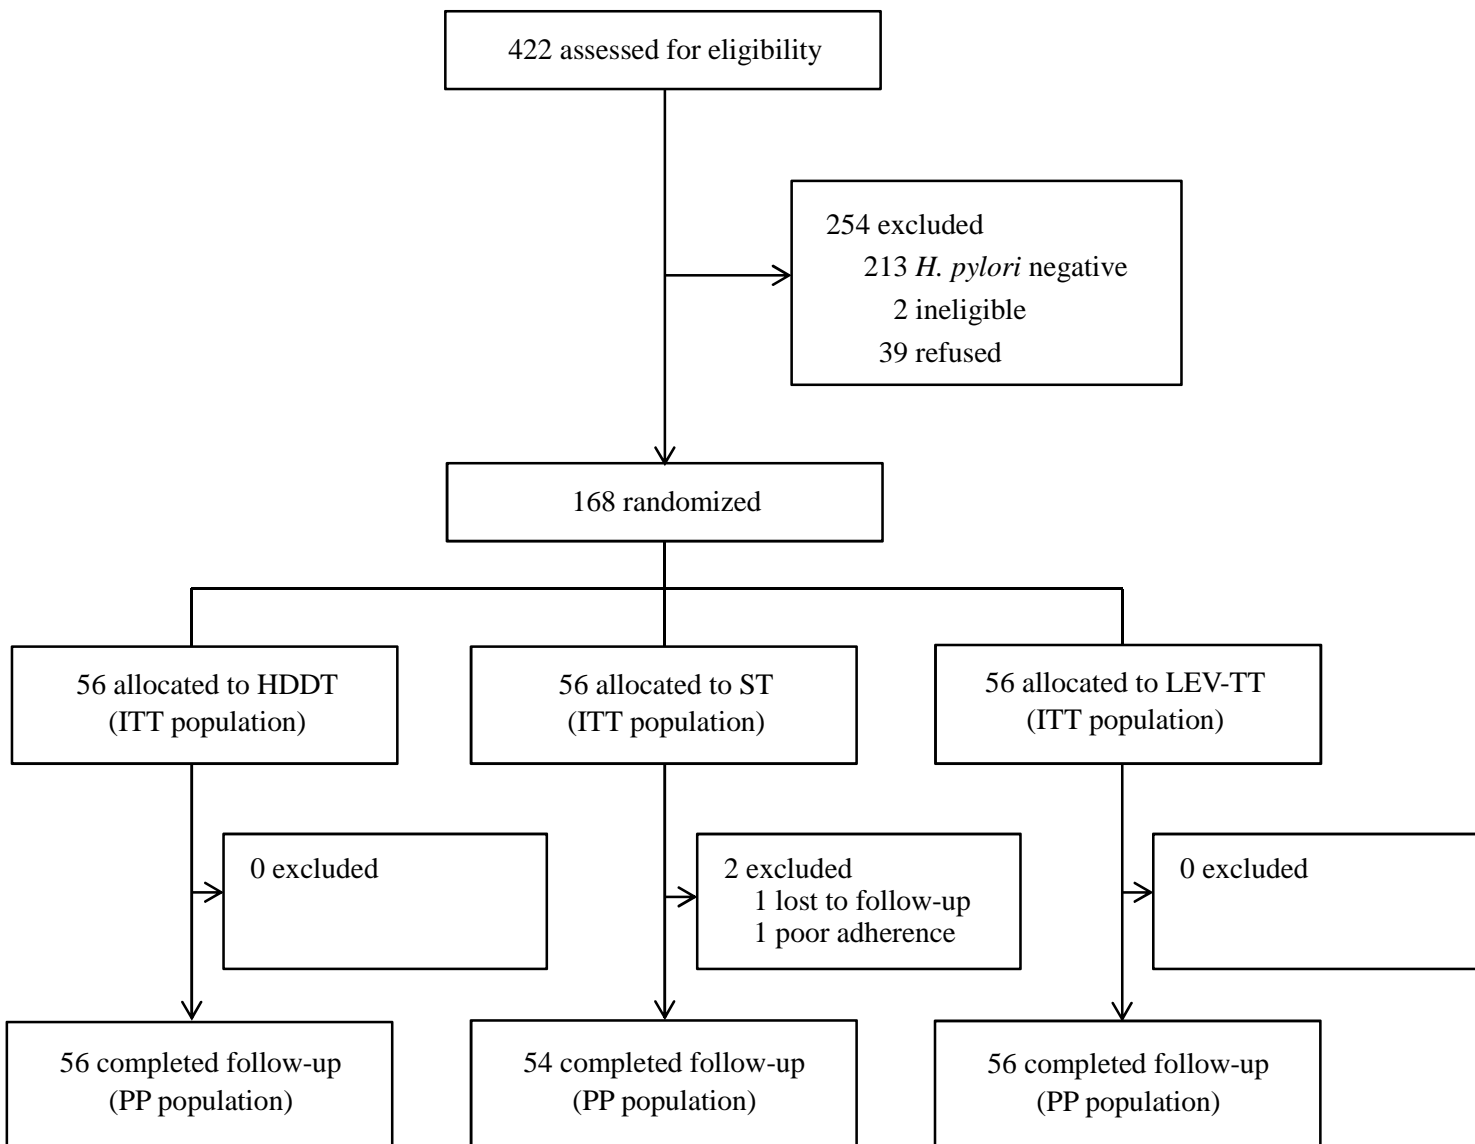 422 assessed for eligibility
254 excluded
213 H. pylori negative
2 ineligible
39 refused
168 randomized
56 allocated to HDDT
(ITT population)
56 allocated to ST
(ITT population)
56 allocated to LEV-TT
(ITT population)
0 excluded
2 excluded
1 lost to follow-up
1 poor adherence
0 excluded
56 completed follow-up
(PP population)
54 completed follow-up
(PP population)
56 completed follow-up
(PP population)